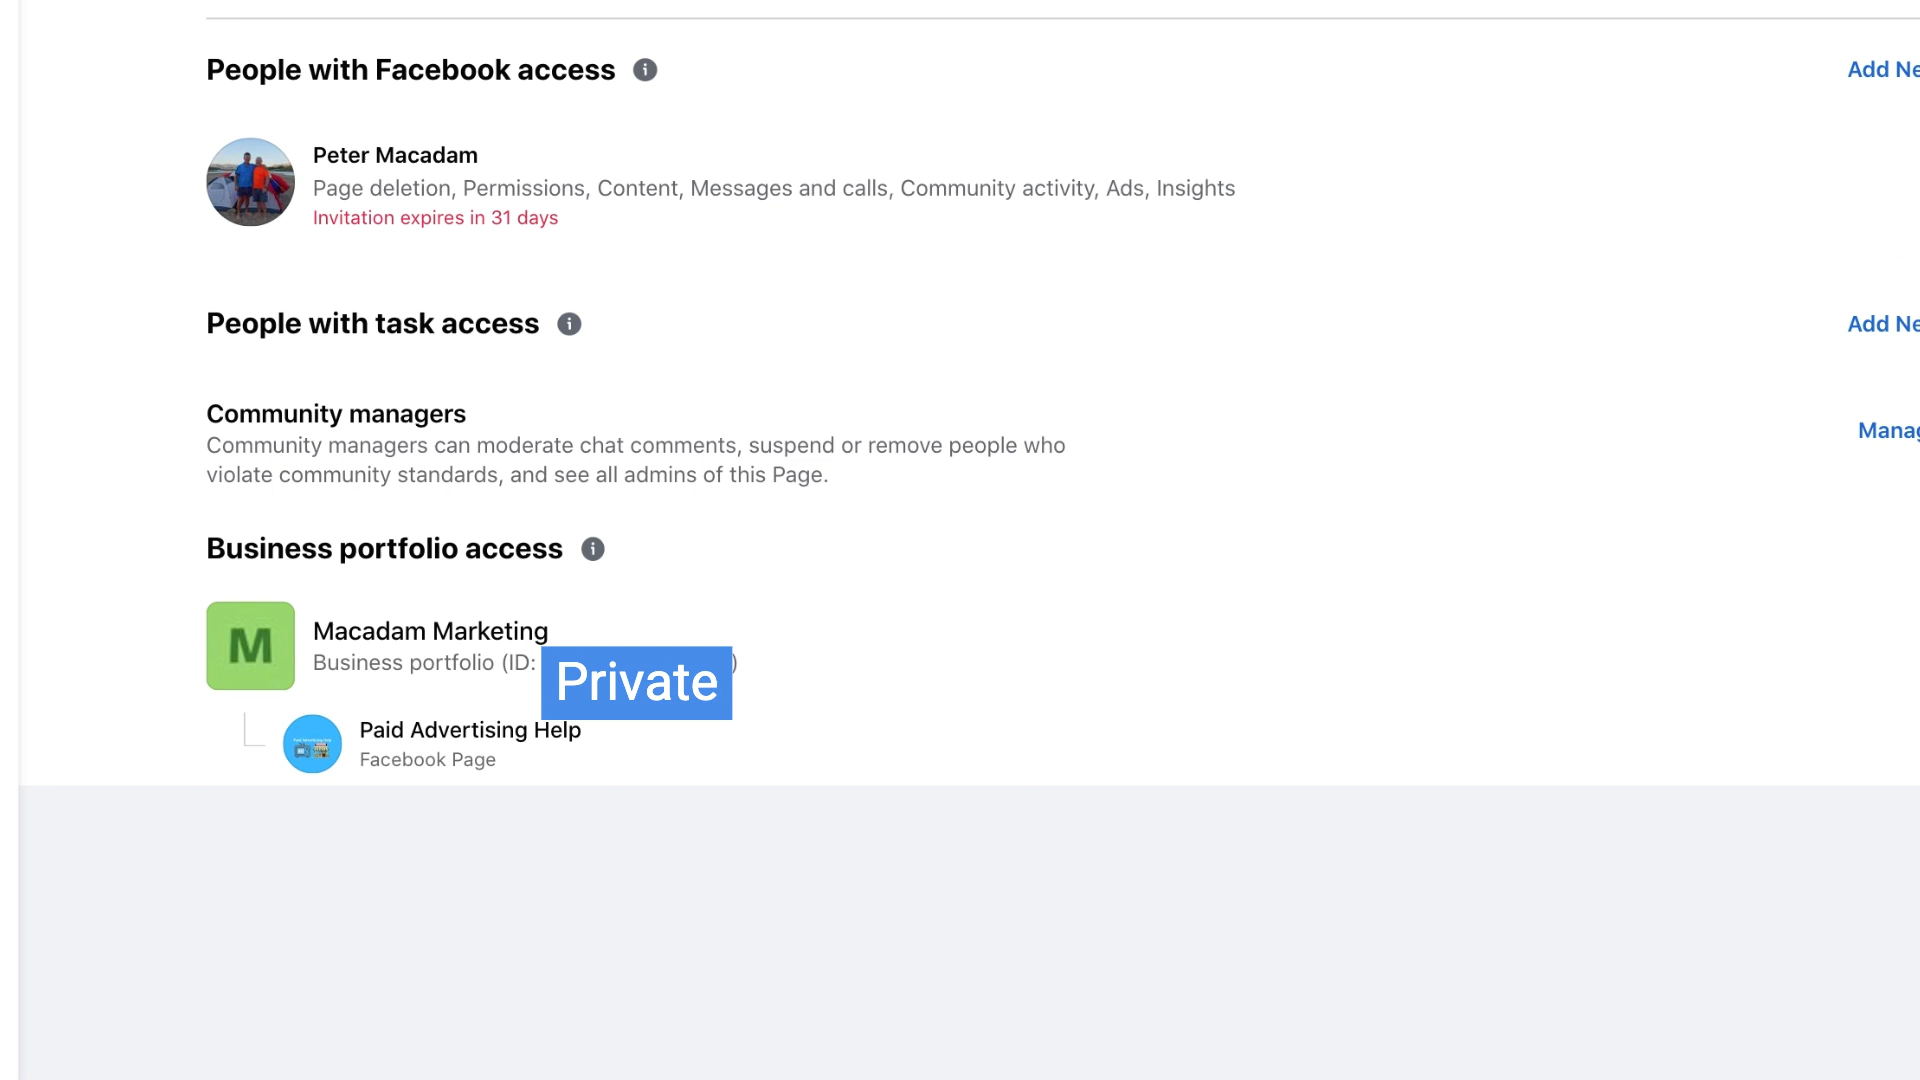 People with Facebook access
Add Ne
Peter Macadam
Page deletion, Permissions, Content, Messages and calls, Community activity, Ads, Insights
Invitation expires in 31 days
People with task access
Add Ne
Community managers
Community managers can moderate chat comments, suspend or remove people who
Manag
violate community standards, and see all admins of this Page.
Business portfolio access
M
Macadam Marketing
Business portfolio (ID: Private )
Paid Advertising Help
Facebook Page